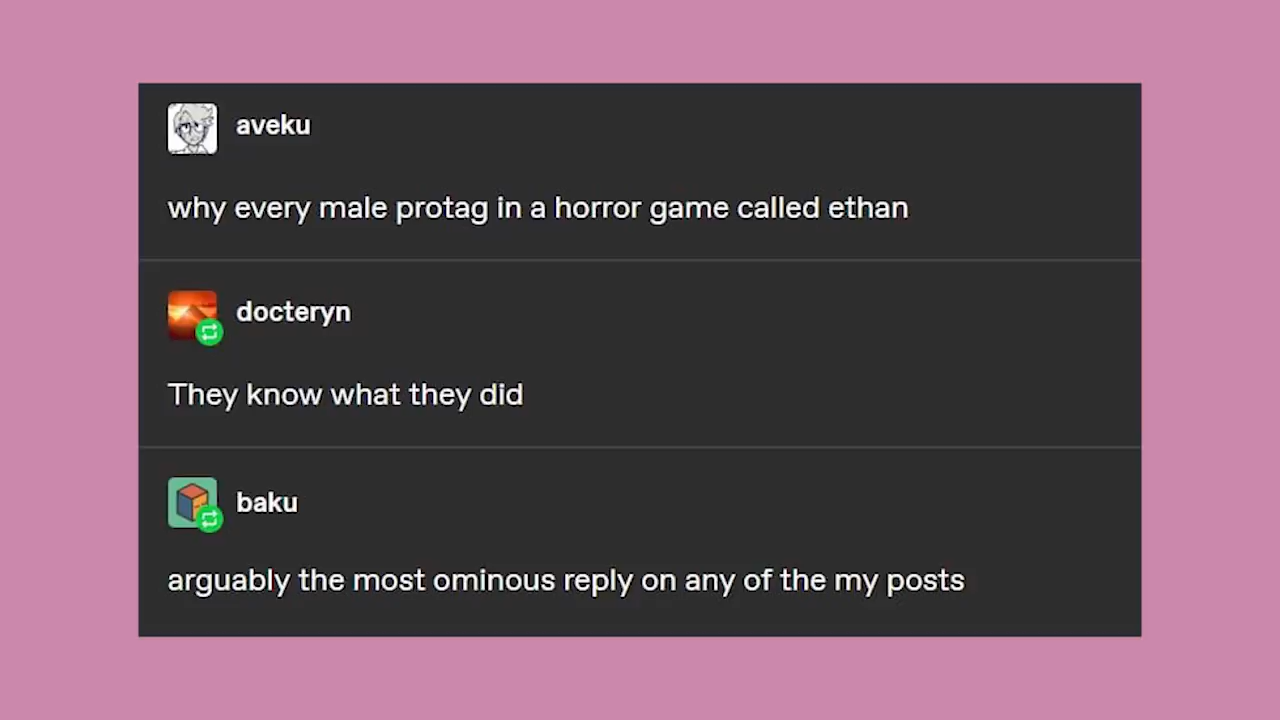 aveku
why every male protag in a horror game called ethan
docteryn
They know what they did
baku
arguably the most ominous reply on any of the my posts